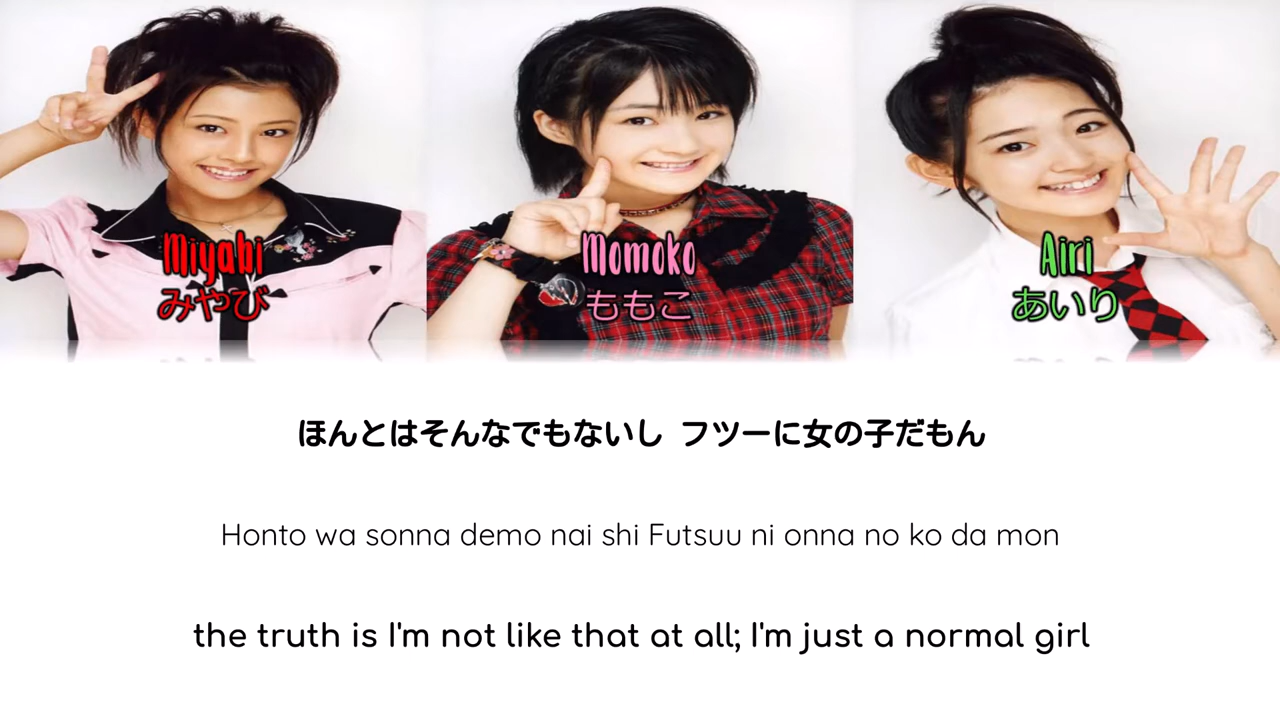 Miyabi
みやび
Momoko
ももこ
Airi
あいり
ほんとはそんなでもないし フツーに女の子だもん
Honto wa sonna demo nai shi Futsuu ni onna no ko da mon
the truth is I'm not like that at all; I'm just a normal girl